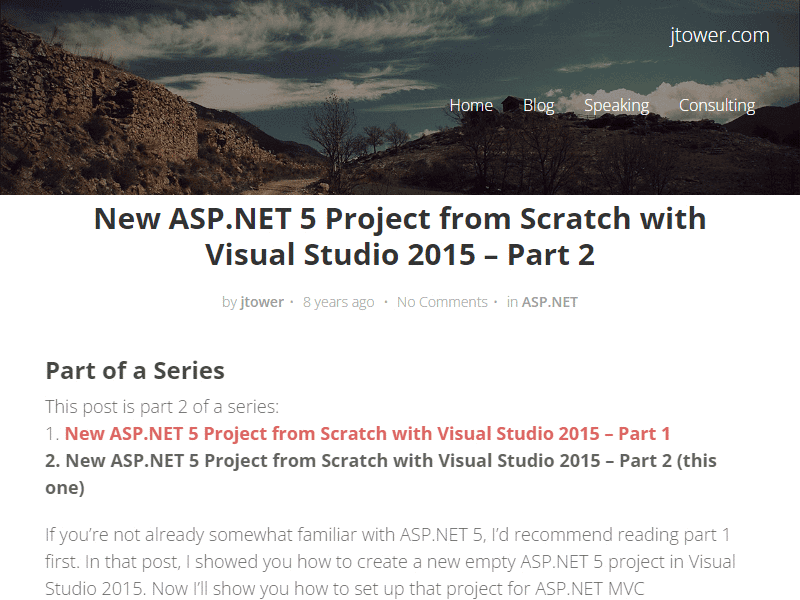 jtower.com
Home Blog Speaking Consulting
New ASP.NET 5 Project from Scratch with
Visual Studio 2015 – Part 2
by jtower • 8 years ago • No Comments • in ASP.NET
Part of a Series
This post is part 2 of a series:
1. New ASP.NET 5 Project from Scratch with Visual Studio 2015 – Part 1
2. New ASP.NET 5 Project from Scratch with Visual Studio 2015 – Part 2 (this
one)
If you’re not already somewhat familiar with ASP.NET 5, I’d recommend reading part 1
first. In that post, I showed you how to create a new empty ASP.NET 5 project in Visual
Studio 2015. Now I’ll show you how to set up that project for ASP.NET MVC